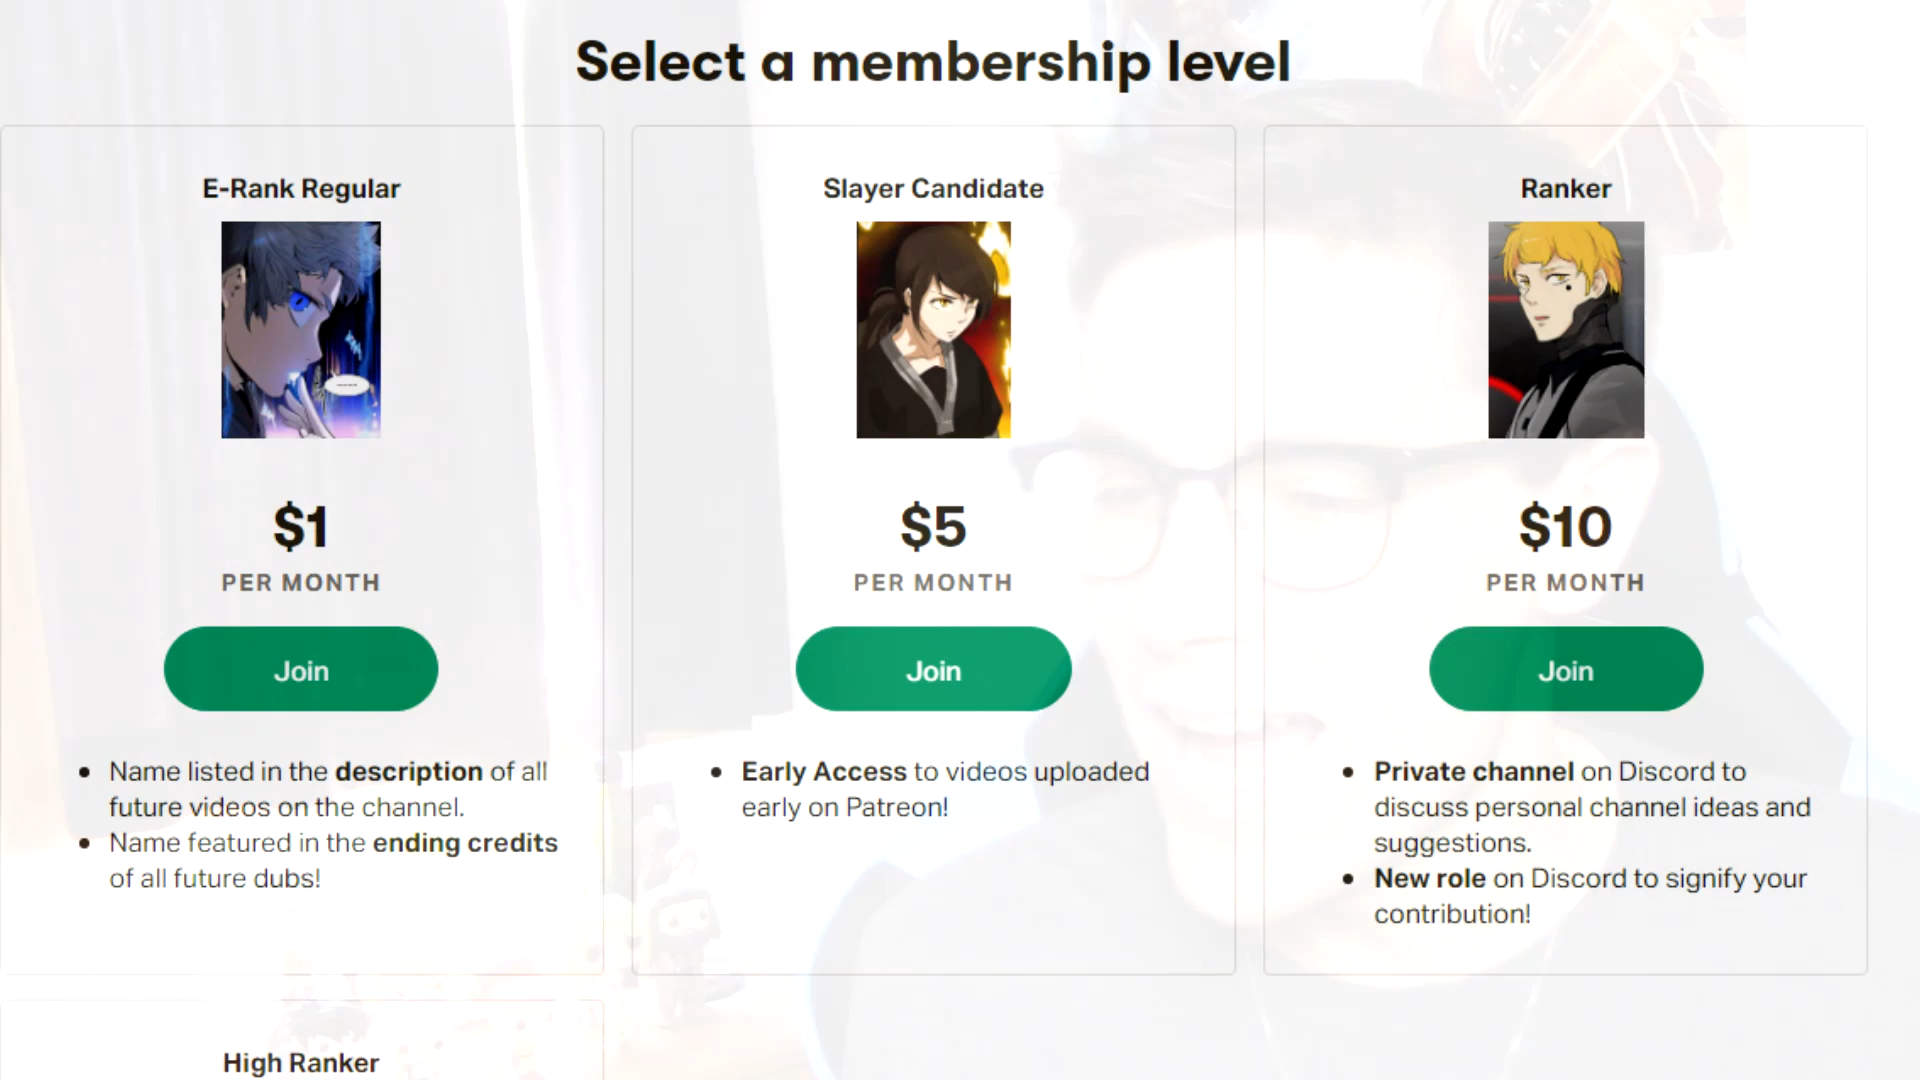 Select a membership level
E-Rank Regular
$1
PER MONTH
Join
Name listed in the description of all
future videos on the channel.
Name featured in the ending credits
of all future dubs!
Slayer Candidate
$5
PER MONTH
Join
Early Access to videos uploaded
early on Patreon!
Ranker
$10
PER MONTH
Join
Private channel on Discord to
discuss personal channel ideas and
suggestions.
New role on Discord to signify your
contribution!
High Ranker